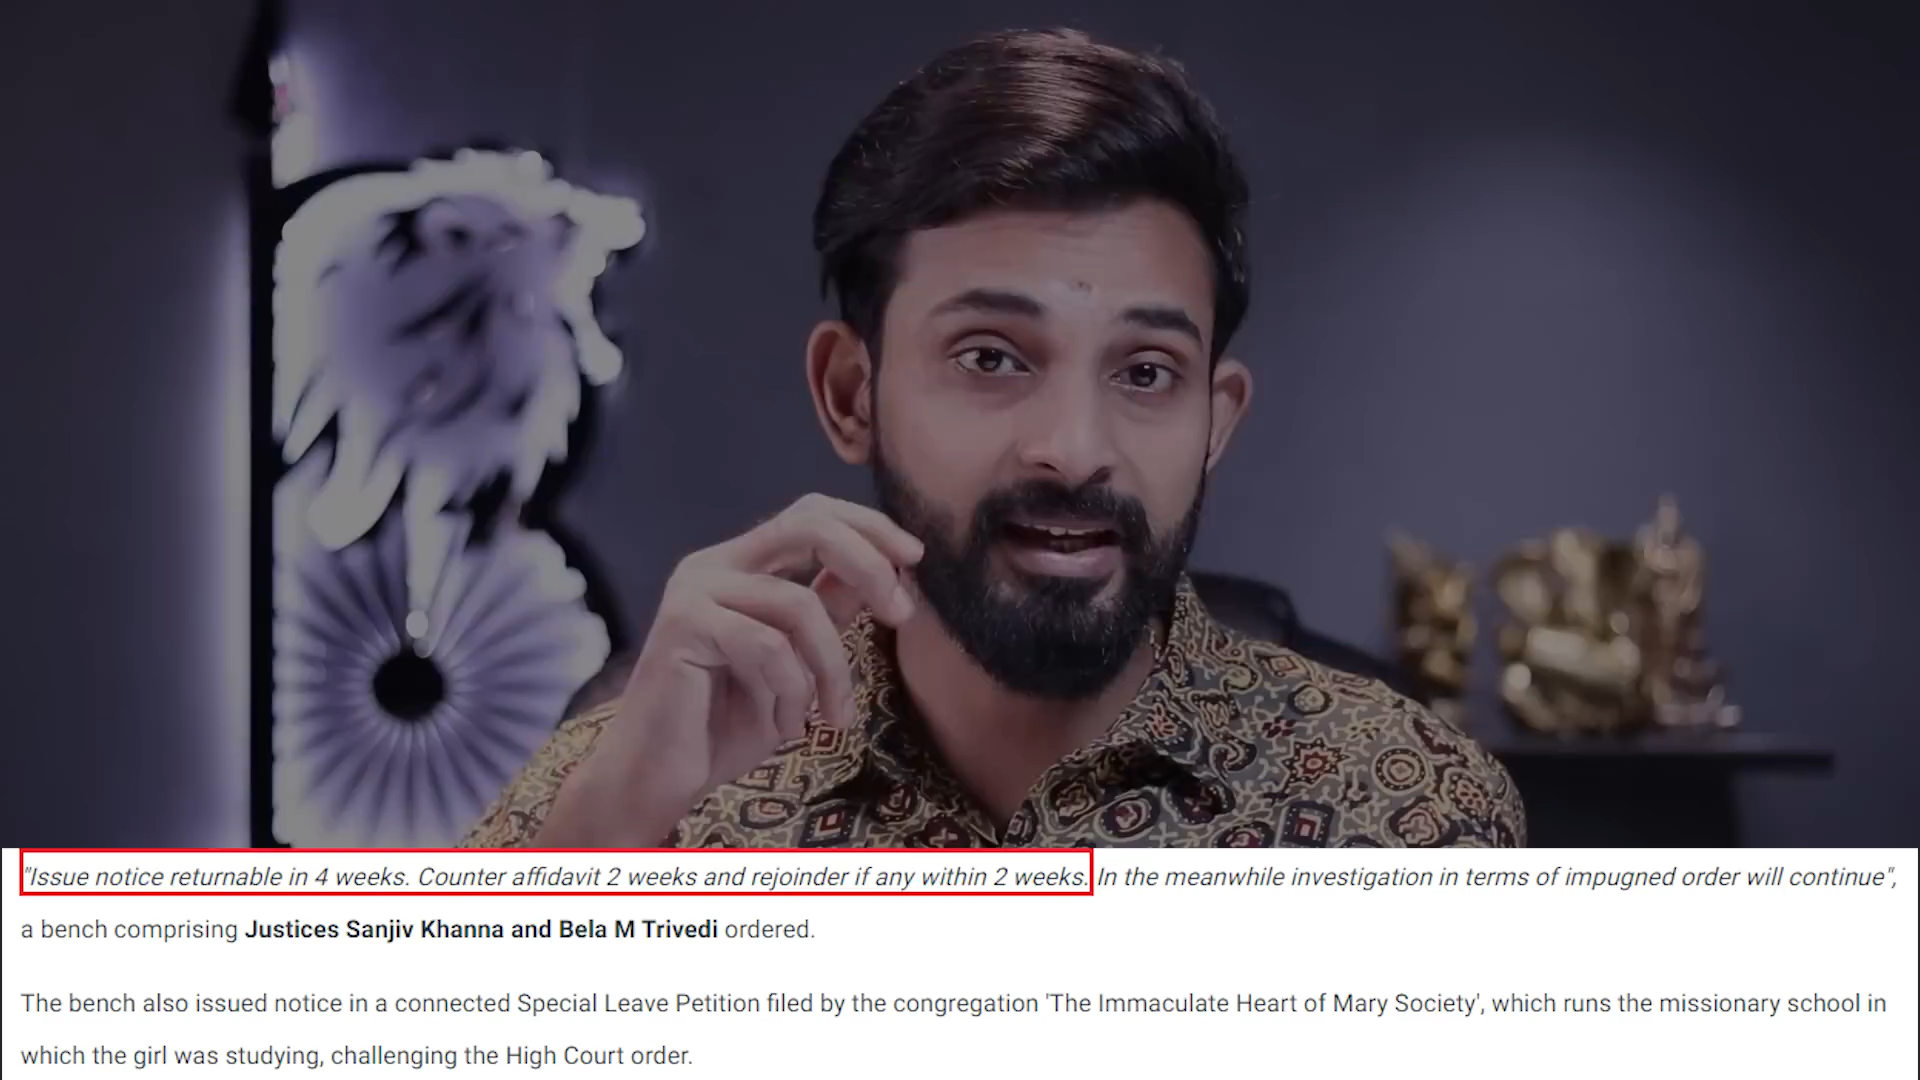 "Issue notice returnable in 4 weeks. Counter affidavit 2 weeks and rejoinder if any within 2 weeks. In the meanwhile investigation in terms of impugned order will continue",
a bench comprising Justices Sanjiv Khanna and Bela M Trivedi ordered.
The bench also issued notice in a connected Special Leave Petition filed by the congregation 'The Immaculate Heart of Mary Society', which runs the missionary school in
which the girl was studying, challenging the High Court order.